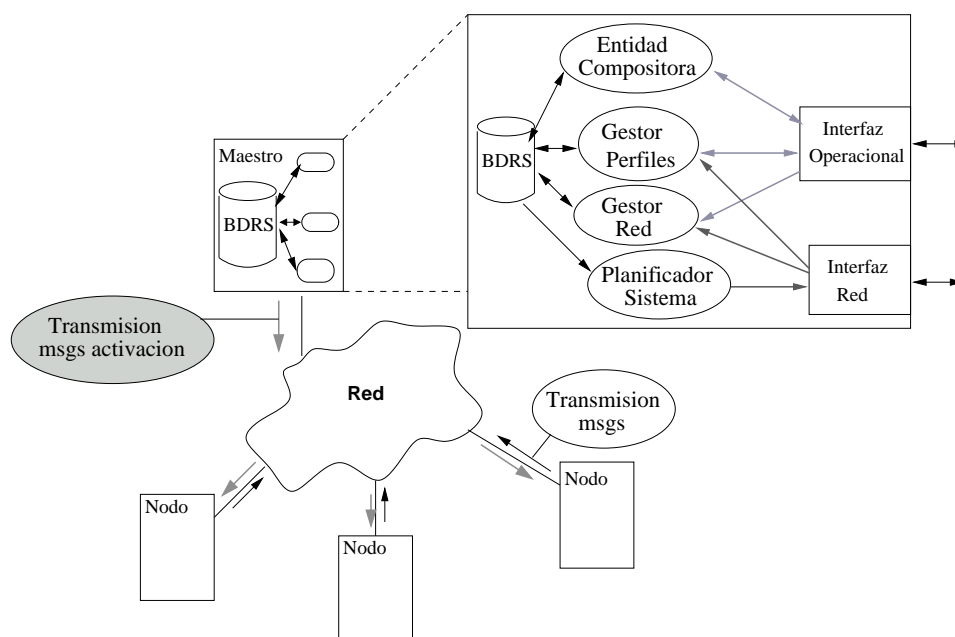 Entidad
Compositora
BDRS
Gestor
Perfiles
Gestor
Red
Planificador
Sistema
Interfaz
Operacional
Interfaz
Red
Maestro
BDRS
Transmision
msgs activacion
Red
Transmision
msgs
Nodo
Nodo
Nodo